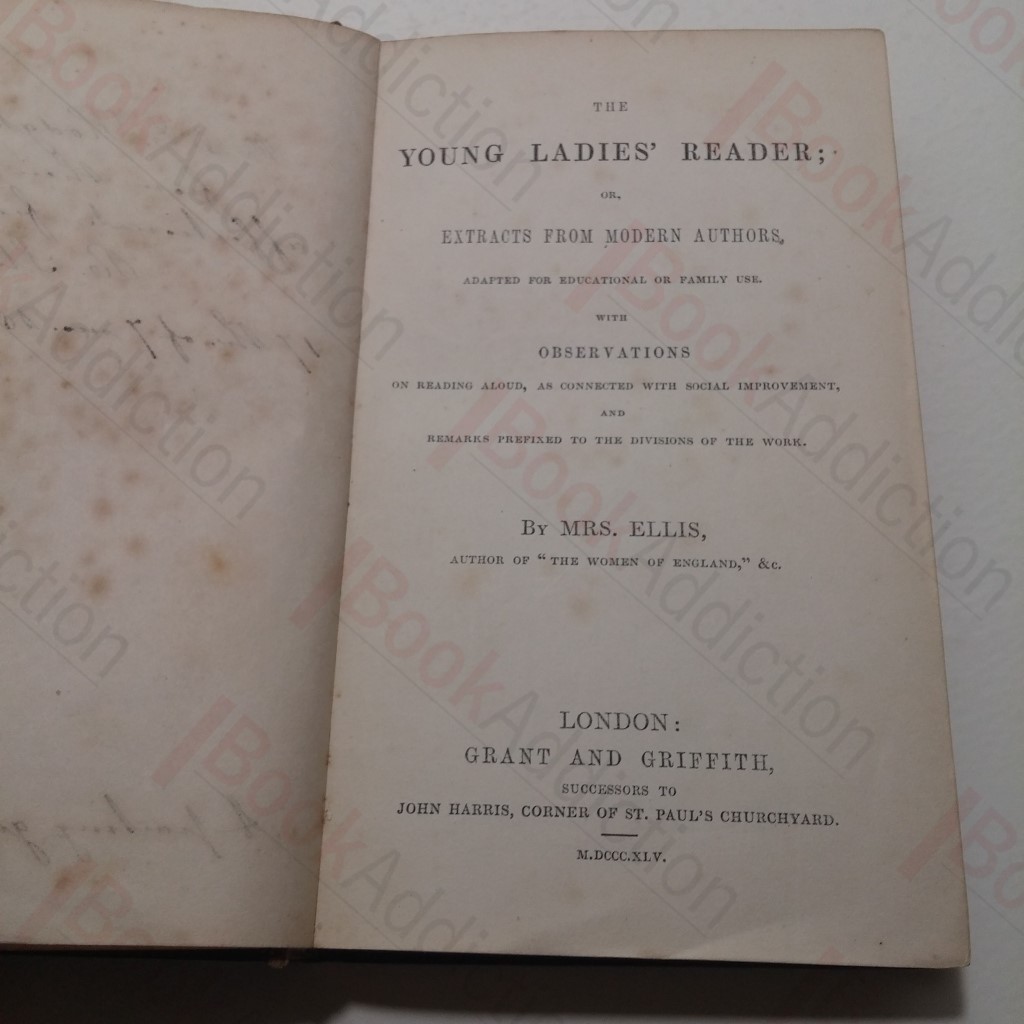 THE
YOUNG LADIES' READER;
OR,
EXTRACTS FROM MODERN AUTHORS,
ADAPTED FOR EDUCATIONAL OR FAMILY USE.
WITH
OBSERVATIONS
ON READING ALOUD, AS CONNECTED WITH SOCIAL IMPROVEMENT,
AND
REMARKS PREFIXED TO THE DIVISIONS OF THE WORK.
BY MRS. ELLIS,
AUTHOR OF "THE WOMEN OF ENGLAND," &c.
LONDON:
GRANT AND GRIFFITH,
SUCCESSORS TO
JOHN HARRIS, CORNER OF ST. PAUL'S CHURCHYARD.
M.DCCC.XLV.
BookAddiction